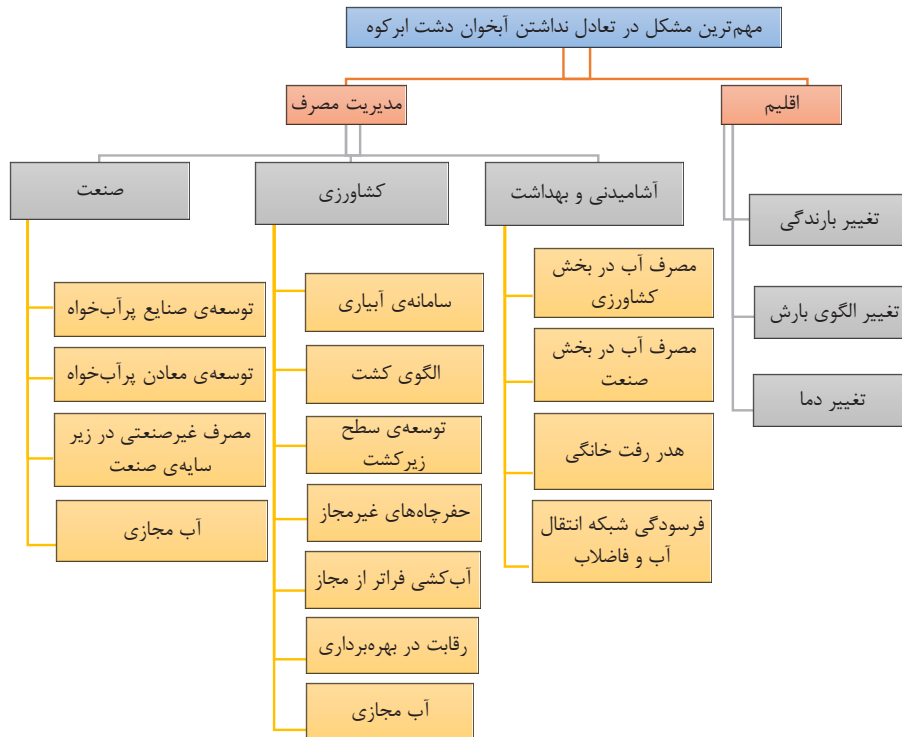 مهم‌ترین مشکل در تعادل نداشتن آبخوان دشت ابرکوه
اقلیم
مدیریت مصرف
تغییر بارندگی
تغییر الگوی بارش
تغییر دما
آشامیدنی و بهداشت
مصرف آب در بخش
کشاورزی
مصرف آب در بخش
صنعت
هدر رفت خانگی
فرسودگی شبکه انتقال
آب و فاضلاب
کشاورزی
سامانه‌ی آبیاری
الگوی کشت
توسعه‌ی سطح
زیرکشت
حفرچاه‌های غیرمجاز
آب‌کشی فراتر از مجاز
رقابت در بهره‌برداری
آب مجازی
صنعت
توسعه‌ی صنایع پرآب‌خواه
توسعه‌ی معادن پرآب‌خواه
مصرف غیرصنعتی در زیر
سایه‌ی صنعت
آب مجازی